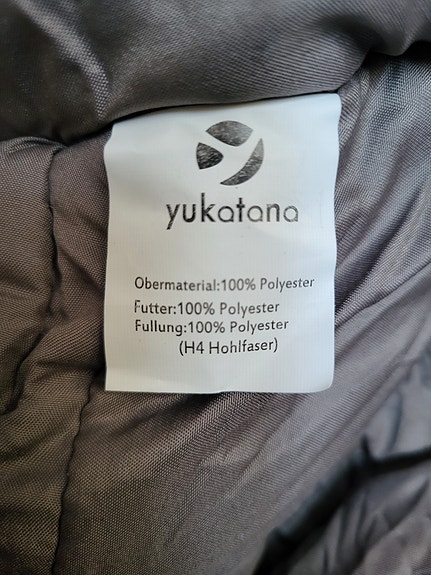 yukatana
Obermaterial:100% Polyester
Futter:100% Polyester
Fullung:100% Polyester
(H4 Hohlfaser)